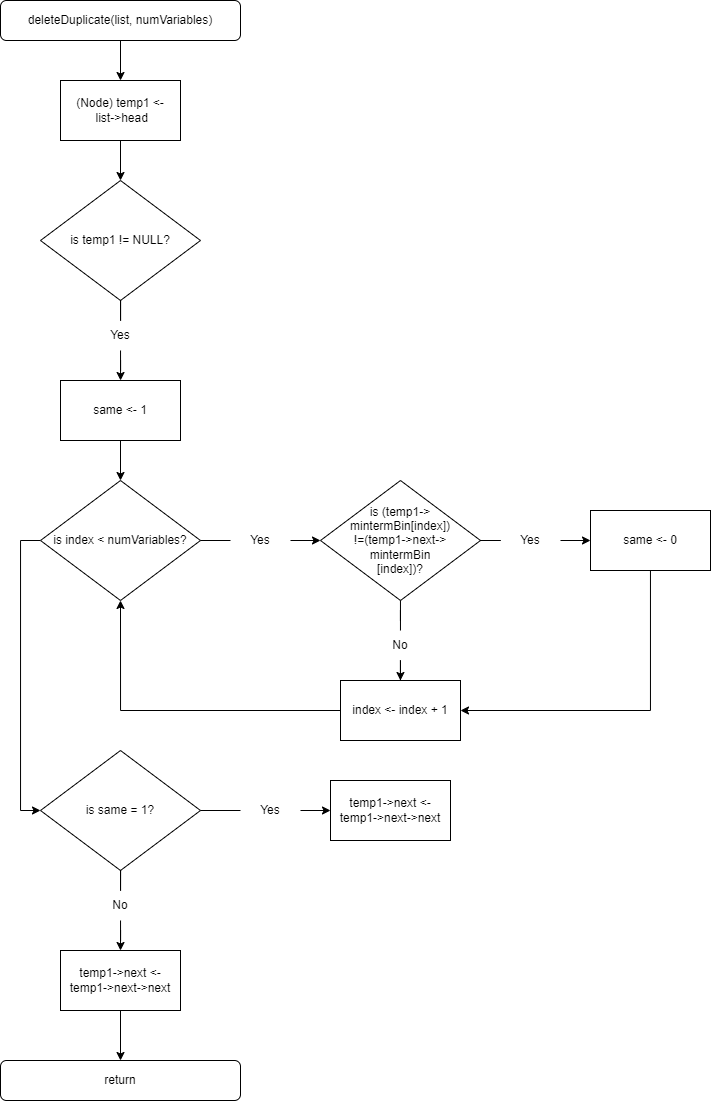 deleteDuplicate(list, numVariables)
(Node) temp1 <-
list->head
is temp1 != NULL?
Yes
same <- 1
is index < numVariables?
Yes
is (temp1->
mintermBin[index])
!=(temp1->next->
mintermBin
[index])?
Yes
same <- 0
No
index <- index + 1
is same = 1?
Yes
temp1->next <-
temp1->next->next
No
temp1->next <-
temp1->next->next
return